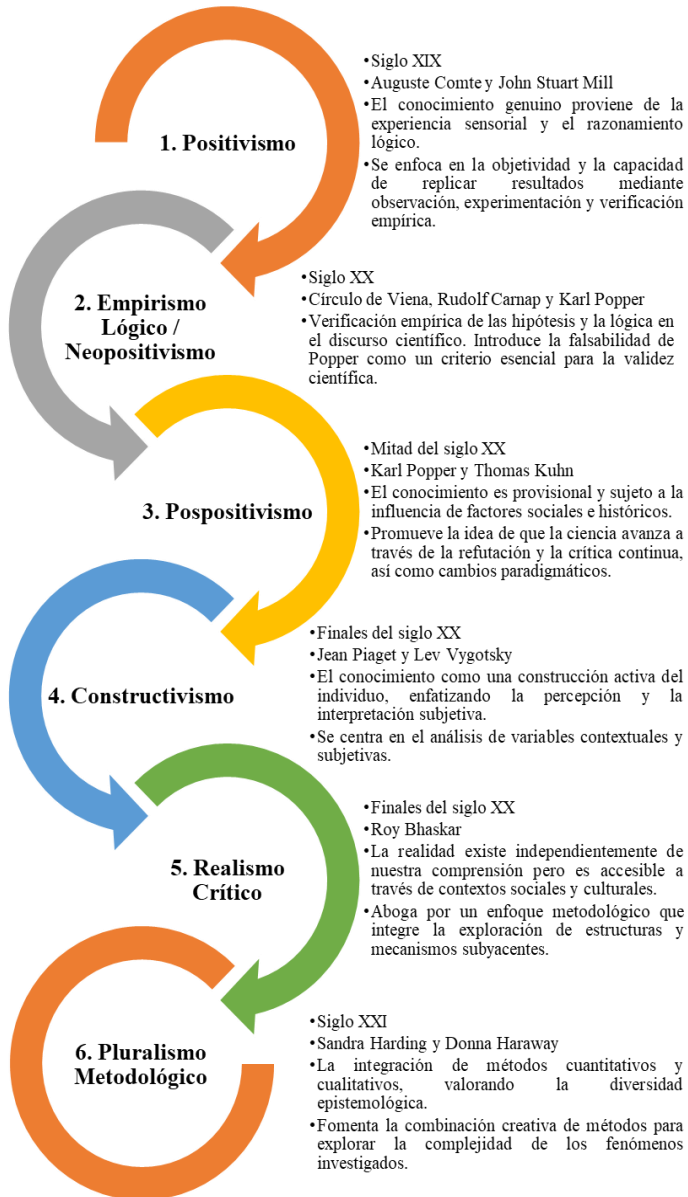 1. Positivismo
•Siglo XIX
•Auguste Comte y John Stuart Mill
•El conocimiento genuino proviene de la
experiencia sensorial y el razonamiento
lógico.
•Se enfoca en la objetividad y la capacidad
de replicar resultados mediante
observación, experimentación y verificación
empírica.
2. Empirismo
Lógico /
Neopositivismo
•Siglo XX
•Círculo de Viena, Rudolf Carnap y Karl Popper
•Verificación empírica de las hipótesis y la lógica en
el discurso científico. Introduce la falsabilidad de
Popper como un criterio esencial para la validez
científica.
3. Pospositivismo
•Mitad del siglo XX
•Karl Popper y Thomas Kuhn
•El conocimiento es provisional y sujeto a la
influencia de factores sociales e históricos.
•Promueve la idea de que la ciencia avanza a
través de la refutación y la crítica continua,
así como cambios paradigmáticos.
4. Constructivismo
•Finales del siglo XX
•Jean Piaget y Lev Vygotsky
•El conocimiento como una construcción activa del
individuo, enfatizando la percepción y la
interpretación subjetiva.
•Se centra en el análisis de variables contextuales y
subjetivas.
5. Realismo
Crítico
•Finales del siglo XX
•Roy Bhaskar
•La realidad existe independientemente de
nuestra comprensión pero es accesible a
través de contextos sociales y culturales.
•Aboga por un enfoque metodológico que
integre la exploración de estructuras y
mecanismos subyacentes.
6. Pluralismo
Metodológico
•Siglo XXI
•Sandra Harding y Donna Haraway
•La integración de métodos cuantitativos y
cualitativos, valorando la diversidad
epistemológica.
•Fomenta la combinación creativa de métodos para
explorar la complejidad de los fenómenos
investigados.